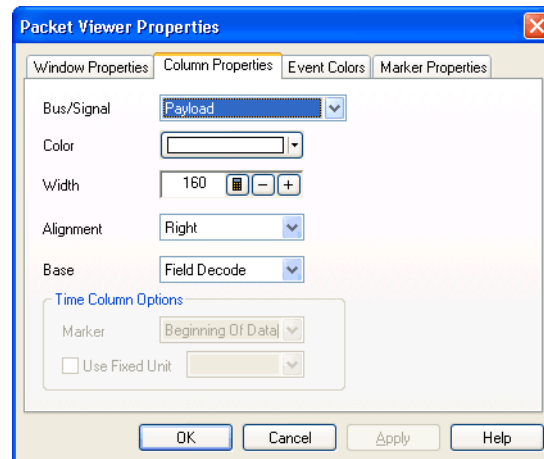 Packet Viewer Properties
Window Properties Column Properties Event Colors Marker Properties
Bus/Signal Payload
Color
Width 160 - +
Alignment Right
Base Field Decode
Time Column Options
Marker Beginning Of Data
Use Fixed Unit
OK Cancel Apply Help